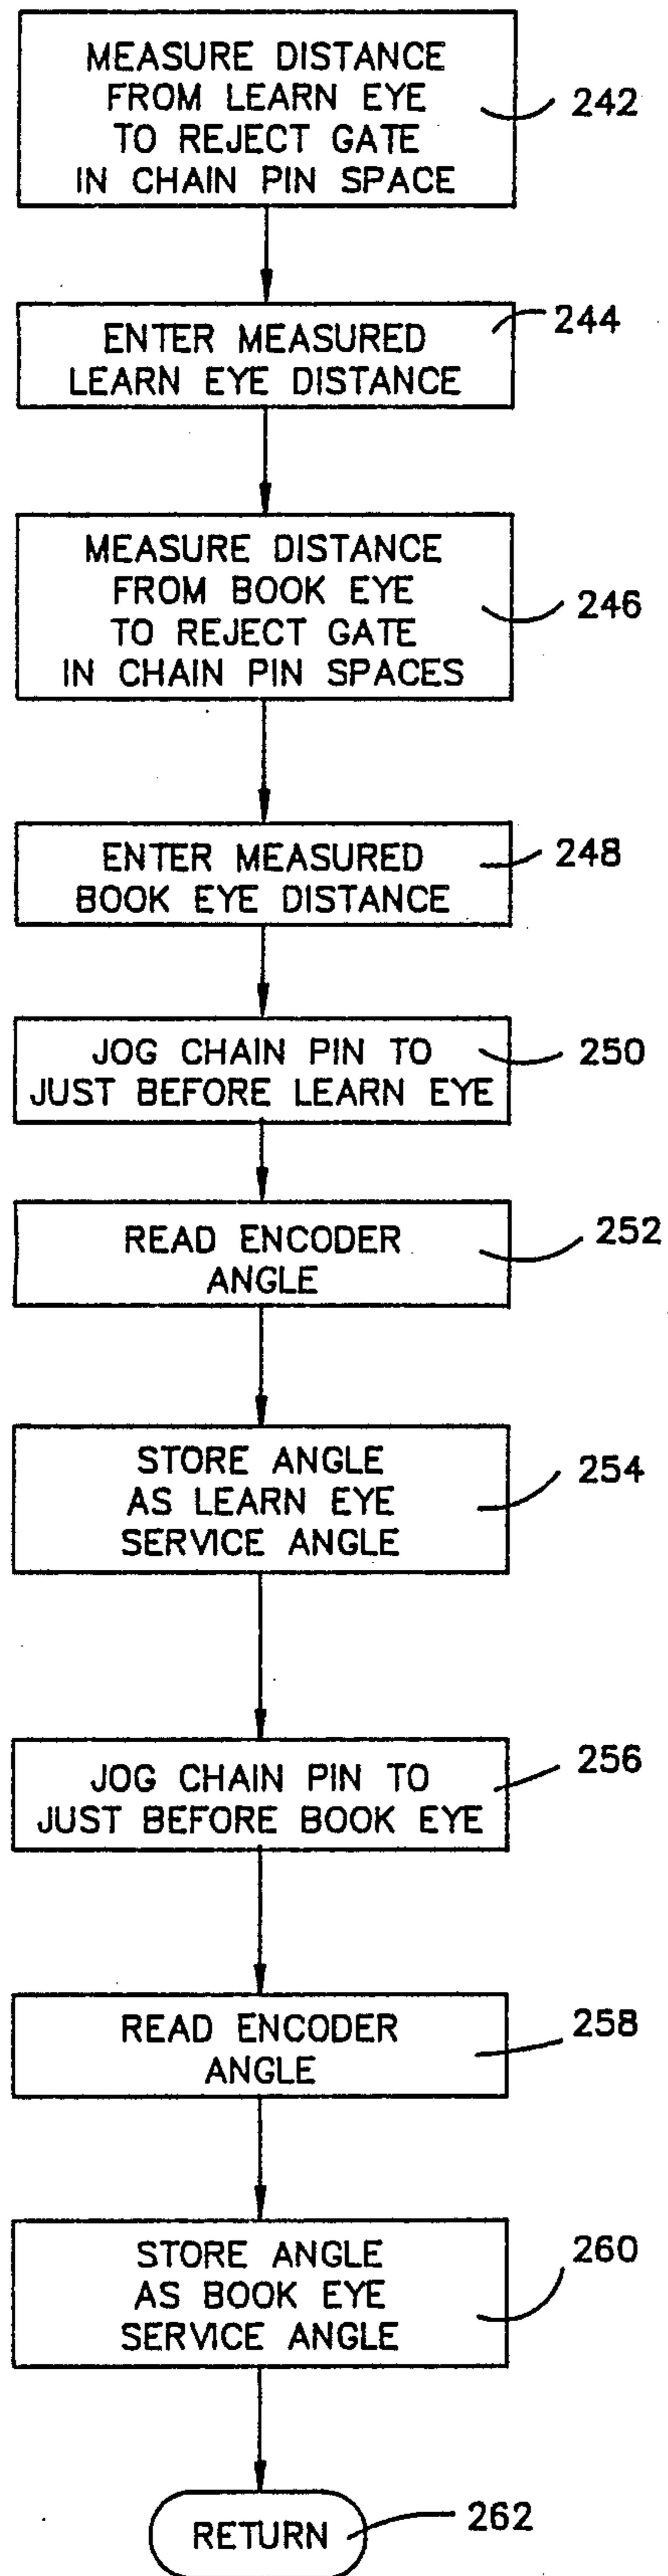 MEASURE DISTANCE
FROM LEARN EYE
TO REJECT GATE
IN CHAIN PIN SPACE
242
ENTER MEASURED
LEARN EYE DISTANCE
244
MEASURE DISTANCE
FROM BOOK EYE
TO REJECT GATE
IN CHAIN PIN SPACES
246
ENTER MEASURED
BOOK EYE DISTANCE
248
JOG CHAIN PIN TO
JUST BEFORE LEARN EYE
250
READ ENCODER
ANGLE
252
STORE ANGLE
AS LEARN EYE
SERVICE ANGLE
254
JOG CHAIN PIN TO
JUST BEFORE BOOK EYE
256
READ ENCODER
ANGLE
258
STORE ANGLE
AS BOOK EYE
SERVICE ANGLE
260
RETURN
262